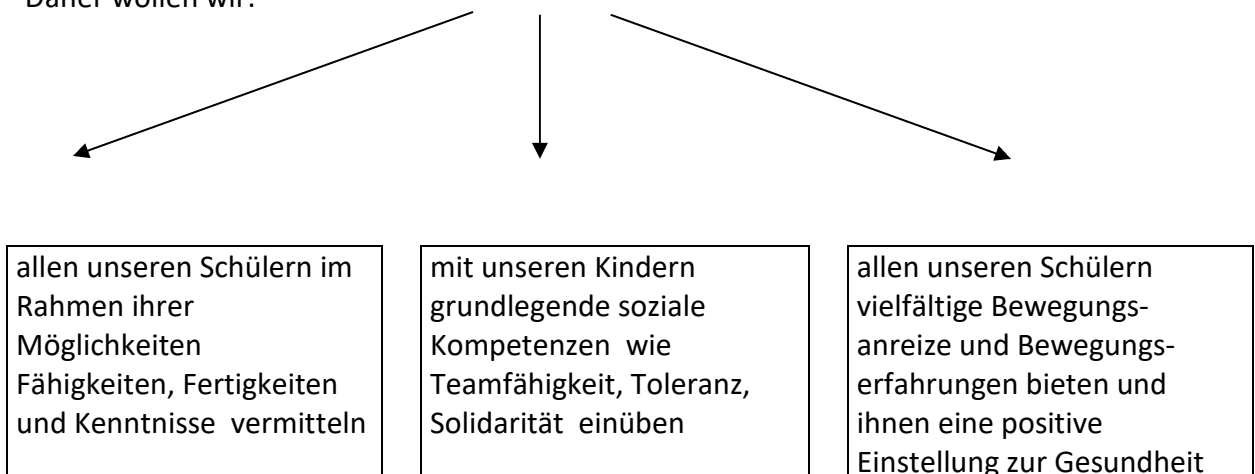 Daher wollen wir:
allen unseren Schülern im
Rahmen ihrer
Möglichkeiten
Fähigkeiten, Fertigkeiten
und Kenntnisse vermitteln
mit unseren Kindern
grundlegende soziale
Kompetenzen wie
Teamfähigkeit, Toleranz,
Solidarität einüben
allen unseren Schülern
vielfältige Bewegungs-
anreize und Bewegungs-
erfahrungen bieten und
ihnen eine positive
Einstellung zur Gesundheit